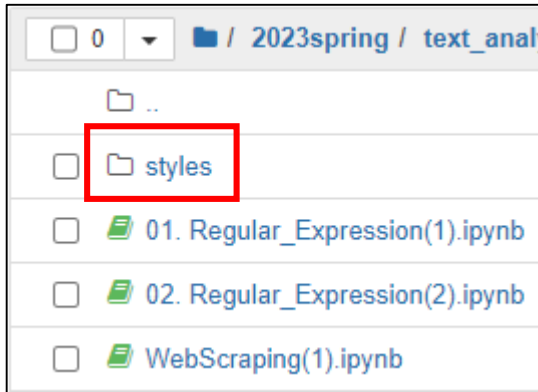 0 / 2023spring / text_anal
..
styles
01. Regular_Expression(1).ipynb
02. Regular_Expression(2).ipynb
WebScraping(1).ipynb